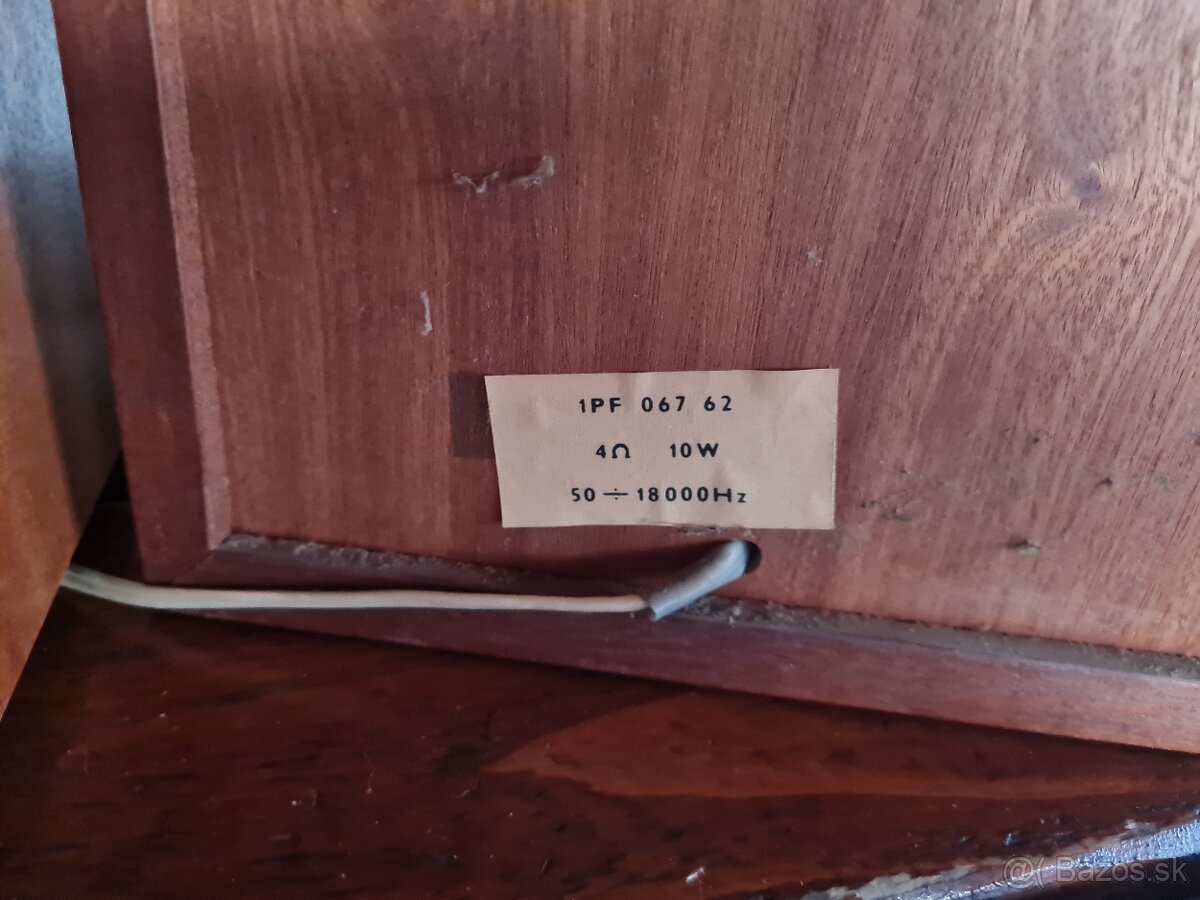 1PF 067 62
4Ω 10W
50 ÷ 18000Hz
@( Bazos.sk